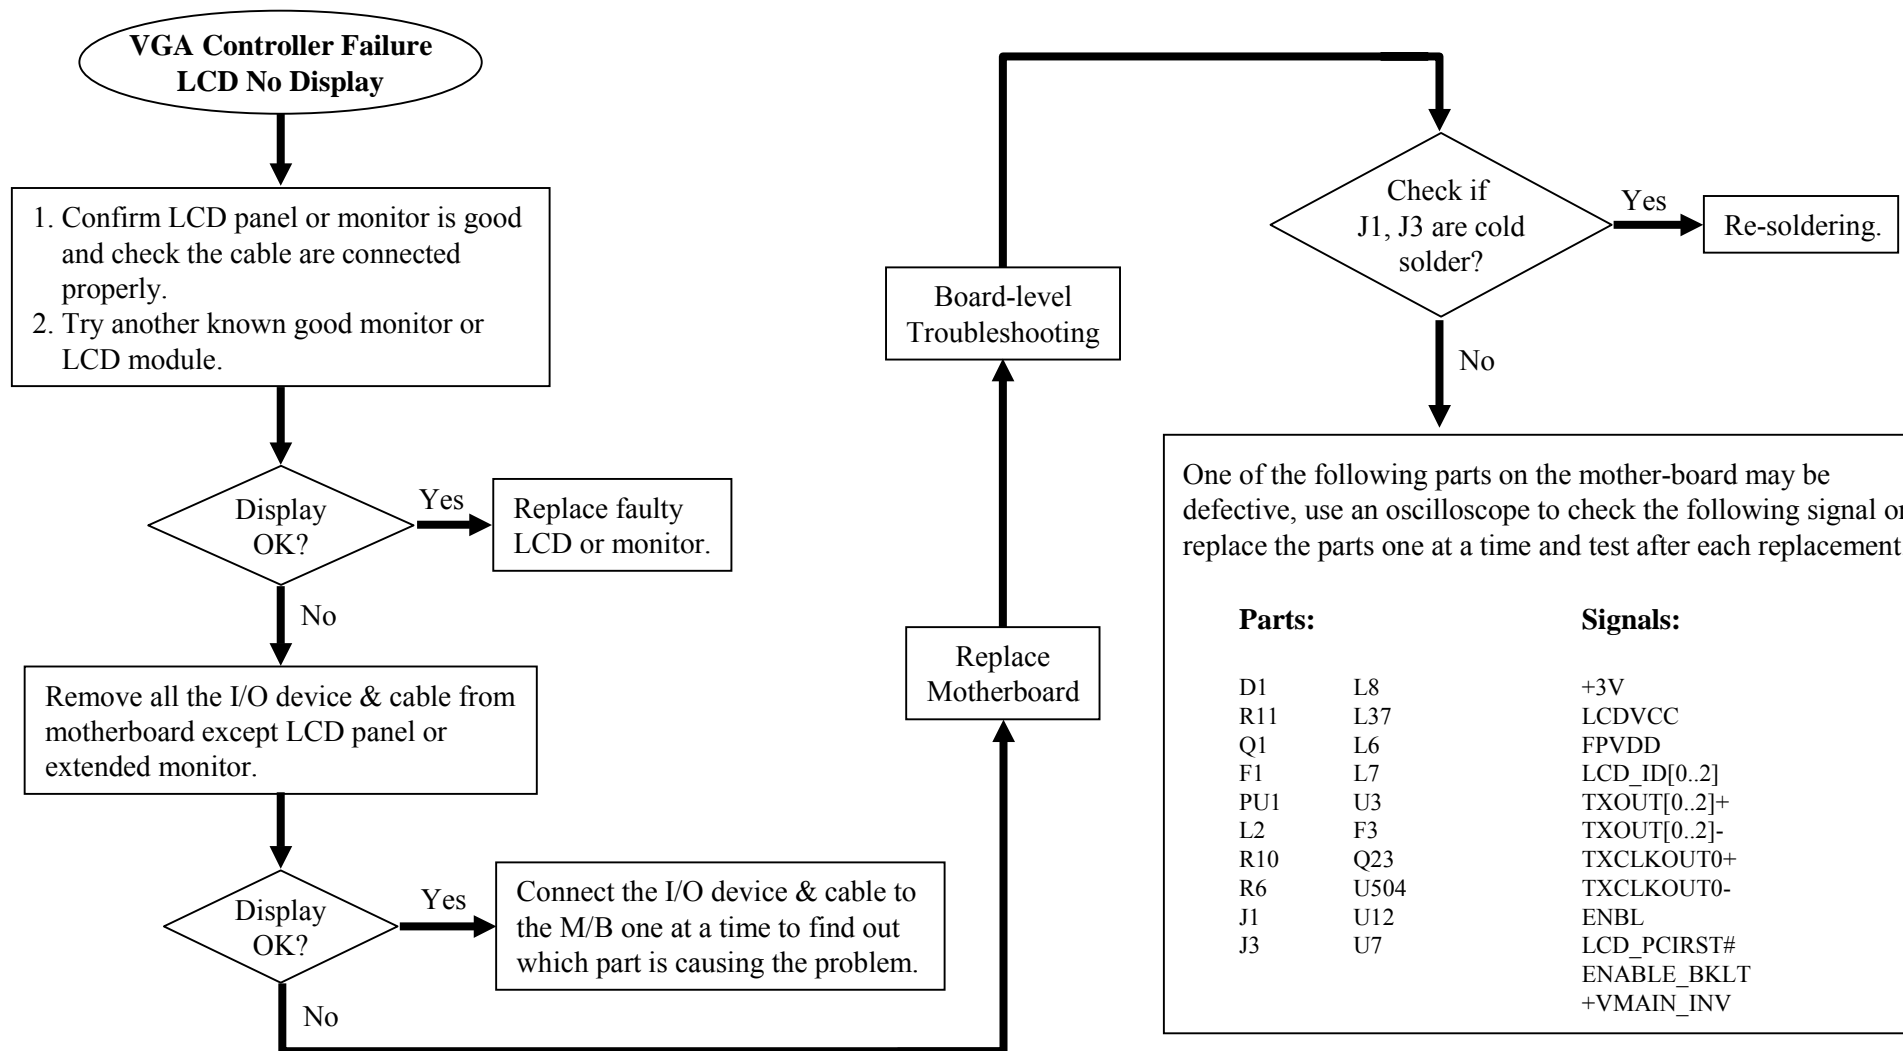 VGA Controller Failure
LCD No Display
1. Confirm LCD panel or monitor is good
and check the cable are connected
properly.
2. Try another known good monitor or
LCD module.
Display
OK?
Yes
Replace faulty
LCD or monitor.
No
Remove all the I/O device & cable from
motherboard except LCD panel or
extended monitor.
Display
OK?
Yes
Connect the I/O device & cable to
the M/B one at a time to find out
which part is causing the problem.
No
Replace
Motherboard
Board-level
Troubleshooting
Check if
J1, J3 are cold
solder?
Yes
Re-soldering.
No
One of the following parts on the mother-board may be
defective, use an oscilloscope to check the following signal or
replace the parts one at a time and test after each replacement
Parts:
D1 L8
R11 L37
Q1 L6
F1 L7
PU1 U3
L2 F3
R10 Q23
R6 U504
J1 U12
J3 U7
Signals:
+3V
LCDVCC
FPVDD
LCD_ID[0..2]
TXOUT[0..2]+
TXOUT[0..2]-
TXCLKOUT0+
TXCLKOUT0-
ENBL
LCD_PCIRST#
ENABLE_BKLT
+VMAIN_INV